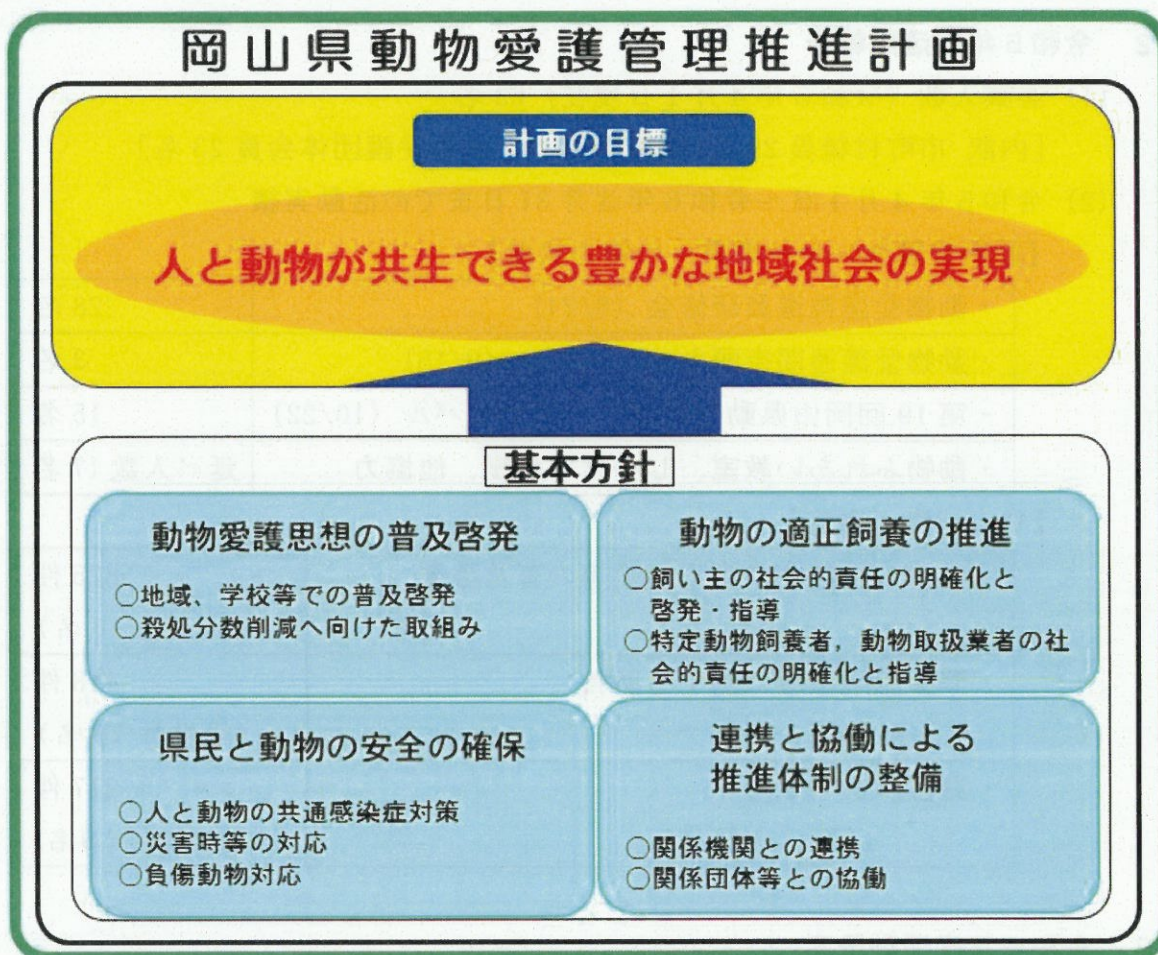 岡山県動物愛護管理推進計画
計画の目標
人と動物が共生できる豊かな地域社会の実現
基本方針
動物愛護思想の普及啓発
○地域、学校等での普及啓発
○殺処分数削減へ向けた取組み
動物の適正飼養の推進
○飼い主の社会的責任の明確化と
啓発・指導
○特定動物飼養者，動物取扱業者の社
会的責任の明確化と指導
県民と動物の安全の確保
○人と動物の共通感染症対策
○災害時等の対応
○負傷動物対応
連携と協働による
推進体制の整備
○関係機関との連携
○関係団体等との協働